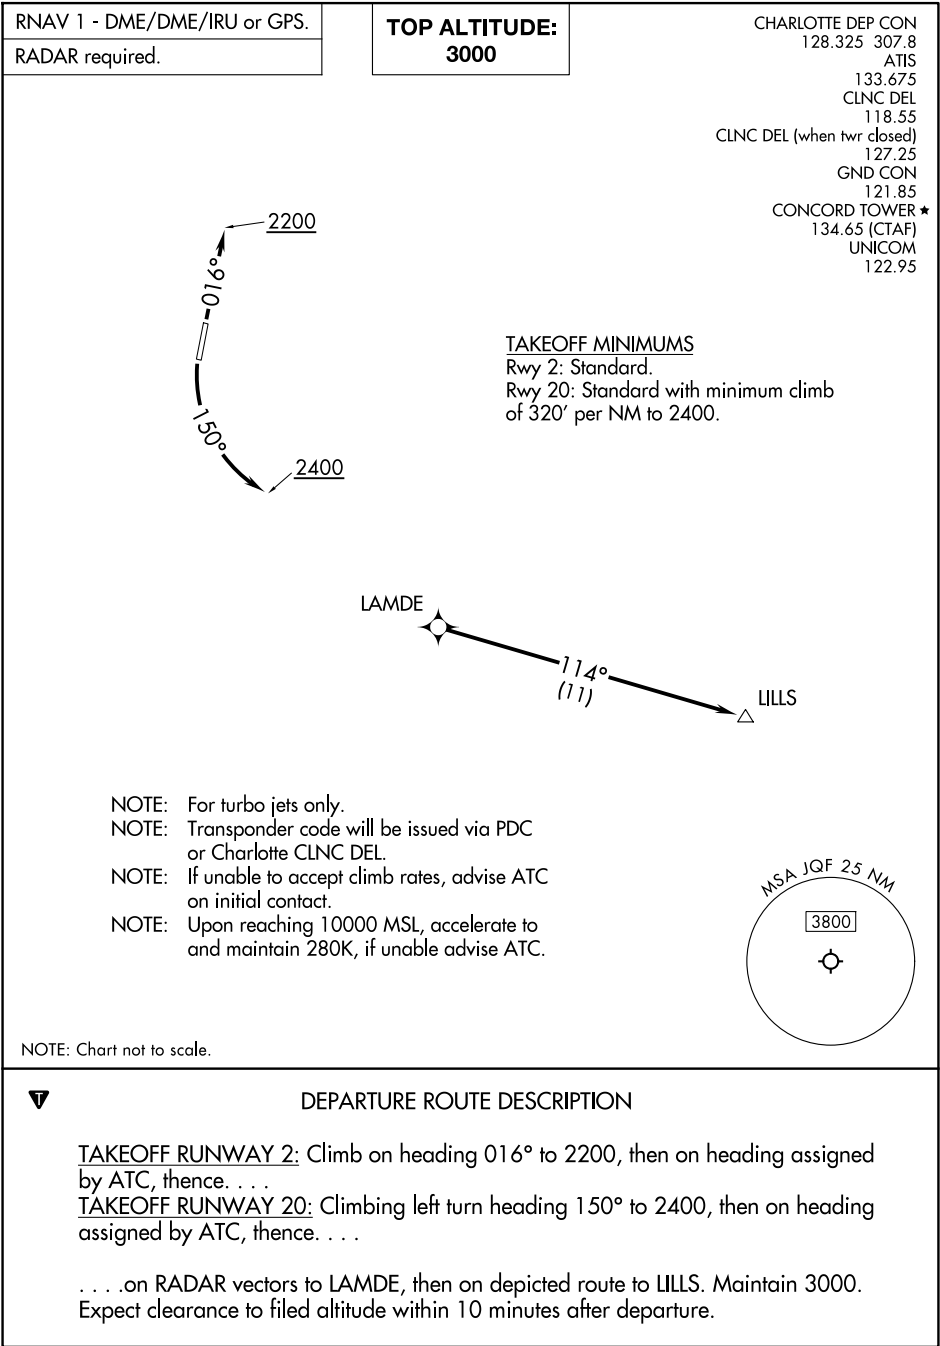 RNAV 1 - DME/DME/IRU or GPS.
RADAR required.
TOP ALTITUDE:
3000
CHARLOTTE DEP CON
128.325 307.8
ATIS
133.675
CLNC DEL
118.55
CLNC DEL (when twr closed)
127.25
GND CON
121.85
CONCORD TOWER ★
134.65 (CTAF)
UNICOM
122.95
2200
016°
150°
2400
TAKEOFF MINIMUMS
Rwy 2: Standard.
Rwy 20: Standard with minimum climb
of 320' per NM to 2400.
LAMDE
114°
(11)
LILLS
NOTE: For turbo jets only.
NOTE: Transponder code will be issued via PDC
or Charlotte CLNC DEL.
NOTE: If unable to accept climb rates, advise ATC
on initial contact.
NOTE: Upon reaching 10000 MSL, accelerate to
and maintain 280K, if unable advise ATC.
MSA JQF 25 NM
3800
NOTE: Chart not to scale.
T
DEPARTURE ROUTE DESCRIPTION
TAKEOFF RUNWAY 2: Climb on heading 016° to 2200, then on heading assigned
by ATC, thence. . . .
TAKEOFF RUNWAY 20: Climbing left turn heading 150° to 2400, then on heading
assigned by ATC, thence. . . .
. . . .on RADAR vectors to LAMDE, then on depicted route to LILLS. Maintain 3000.
Expect clearance to filed altitude within 10 minutes after departure.